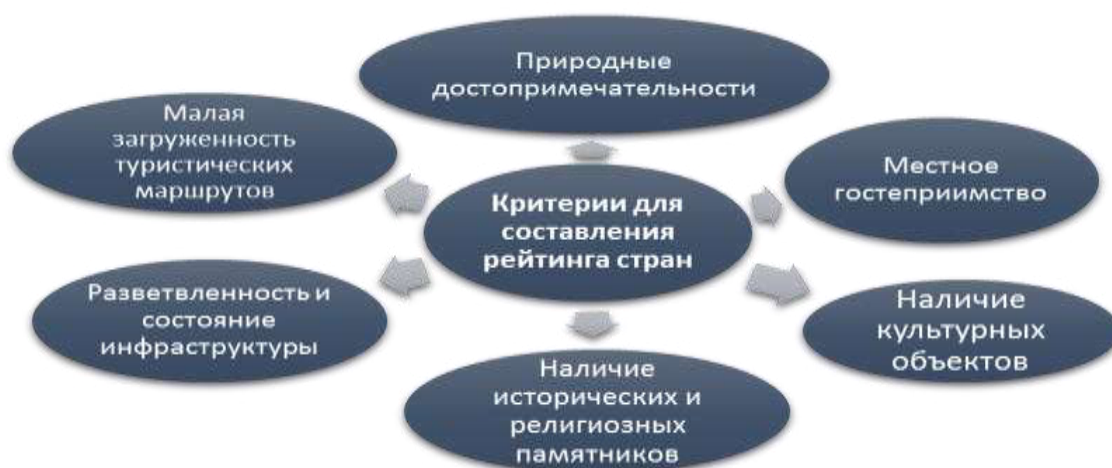 Природные
достопримечательности
Малая
загруженность
туристических
маршрутов
Местное
гостеприимство
Критерии для
составления
рейтинга стран
Разветвленность и
состояние
инфраструктуры
Наличие
культурных
объектов
Наличие
исторических и
религиозных
памятников